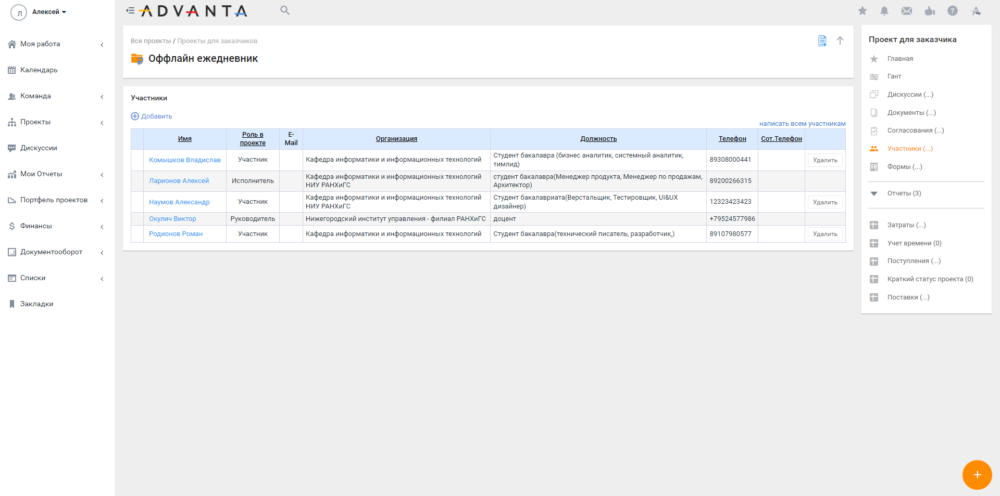 Л
Алексей
Моя работа
Календарь
Команда
Проекты
Дискуссии
Мои Отчеты
Портфель проектов
Финансы
Документооборот
Списки
Закладки
ADVANTA
Все проекты / Проекты для заказчиков
Оффлайн ежедневник
Участники
Добавить
написать всем участникам
Имя
Роль в
проекте
E-
Mail
Организация
Должность
Телефон
Сот.Телефон
Комышков Владислав
Участник
Кафедра информатики и информационных технологий
Студент бакалавра (бизнес аналитик, системный аналитик,
тимлид)
89308000441
Удалить
Ларионов Алексей
Исполнитель
Кафедра информатики и информационных технологий
НИУ РАНХиГС
студент бакалавра(Менеджер продукта, Менеджер по продажам,
Архитектор)
89200266315
Наумов Александр
Участник
Кафедра информатики и информационных технологий
НИУ РАНХиГС
Студент бакалавриата(Верстальщик, Тестировщик, UI&UX
дизайнер)
12323423423
Удалить
Окулич Виктор
Руководитель
Нижегородский институт управления - филиал РАНХиГС
доцент
+79524577986
Родионов Роман
Участник
Кафедра информатики и информационных технологий
Студент бакалавра(технический писатель, разработчик,)
89107980577
Удалить
Проект для заказчика
Главная
Гант
Дискуссии (...)
Документы (...)
Согласования (...)
Участники (...)
Формы (...)
Отчеты (3)
Затраты (...)
Учет времени (0)
Поступления (...)
Краткий статус проекта (0)
Поставки (...)